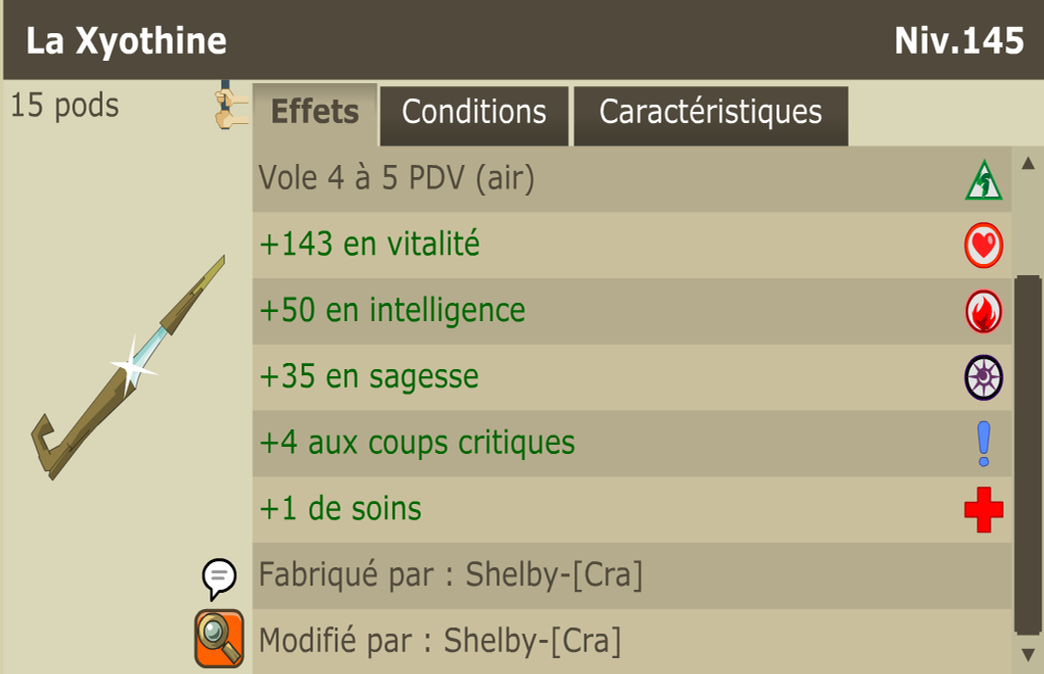 La Xyothine Niv.145
15 pods
Effets Conditions Caractéristiques
Vole 4 à 5 PDV (air)
+143 en vitalité
+50 en intelligence
+35 en sagesse
+4 aux coups critiques
+1 de soins
Fabriqué par : Shelby-[Cra]
Modifié par : Shelby-[Cra]